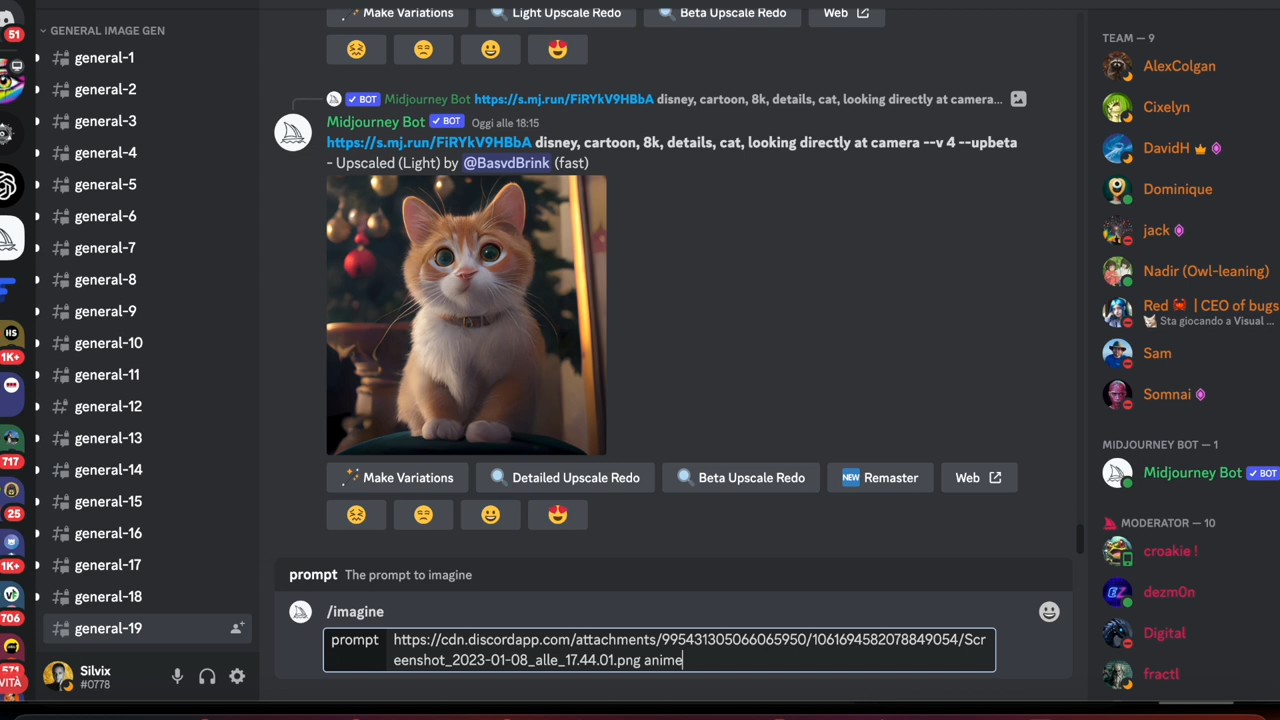 51
1K+
717
25
1K+
706
571
VITÀ
GENERAL IMAGE GEN
general-1
general-2
general-3
general-4
general-5
general-6
general-7
general-8
general-9
general-10
general-11
general-12
general-13
general-14
general-15
general-16
general-17
general-18
general-19
Silvix
#0778
Make Variations
Light Upscale Redo
Beta Upscale Redo
Web
BOT Midjourney Bot https://s.mj.run/FiRYkV9HBbA disney, cartoon, 8k, details, cat, looking directly at camera...
Midjourney Bot BOT Oggi alle 18:15
https://s.mj.run/FiRYkV9HBbA disney, cartoon, 8k, details, cat, looking directly at camera --v 4 --upbeta
- Upscaled (Light) by @BasvdBrink (fast)
Make Variations
Detailed Upscale Redo
Beta Upscale Redo
NEW Remaster
Web
prompt The prompt to imagine
/imagine
prompt https://cdn.discordapp.com/attachments/995431305066065950/1061694582078849054/Scr
eenshot_2023-01-08_alle_17.44.01.png anime
TEAM — 9
AlexColgan
Cixelyn
DavidH
Dominique
jack
Nadir (Owl-leaning)
Red | CEO of bugs
Sta giocando a Visual ...
Sam
Somnai
MIDJOURNEY BOT — 1
Midjourney Bot BOT
MODERATOR — 10
croakie !
dezm0n
Digital
fractl